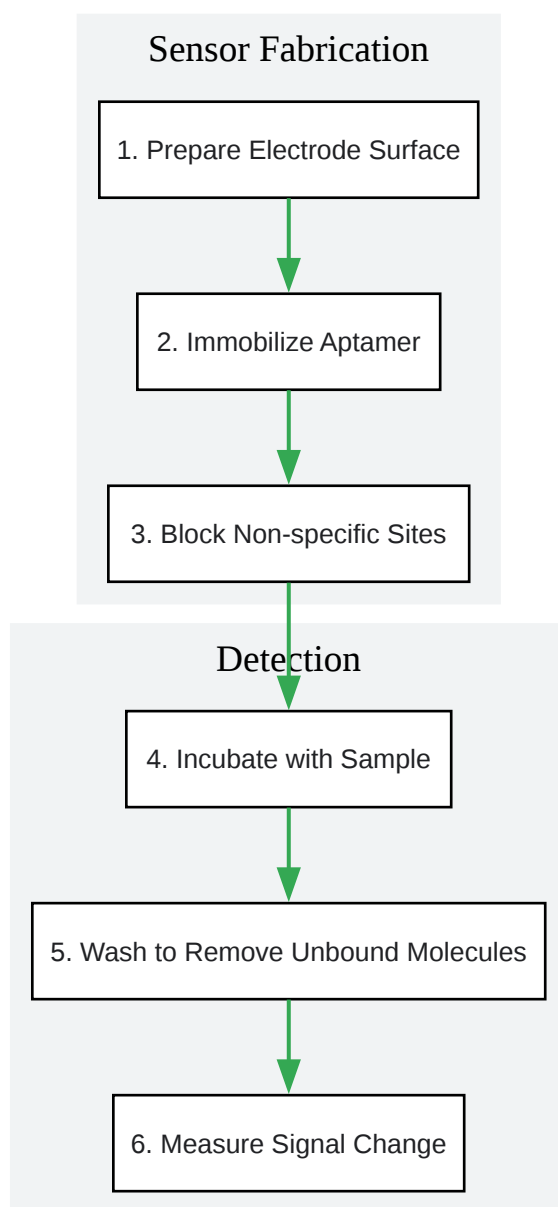 Sensor Fabrication
1. Prepare Electrode Surface
2. Immobilize Aptamer
3. Block Non-specific Sites
Detection
4. Incubate with Sample
5. Wash to Remove Unbound Molecules
6. Measure Signal Change